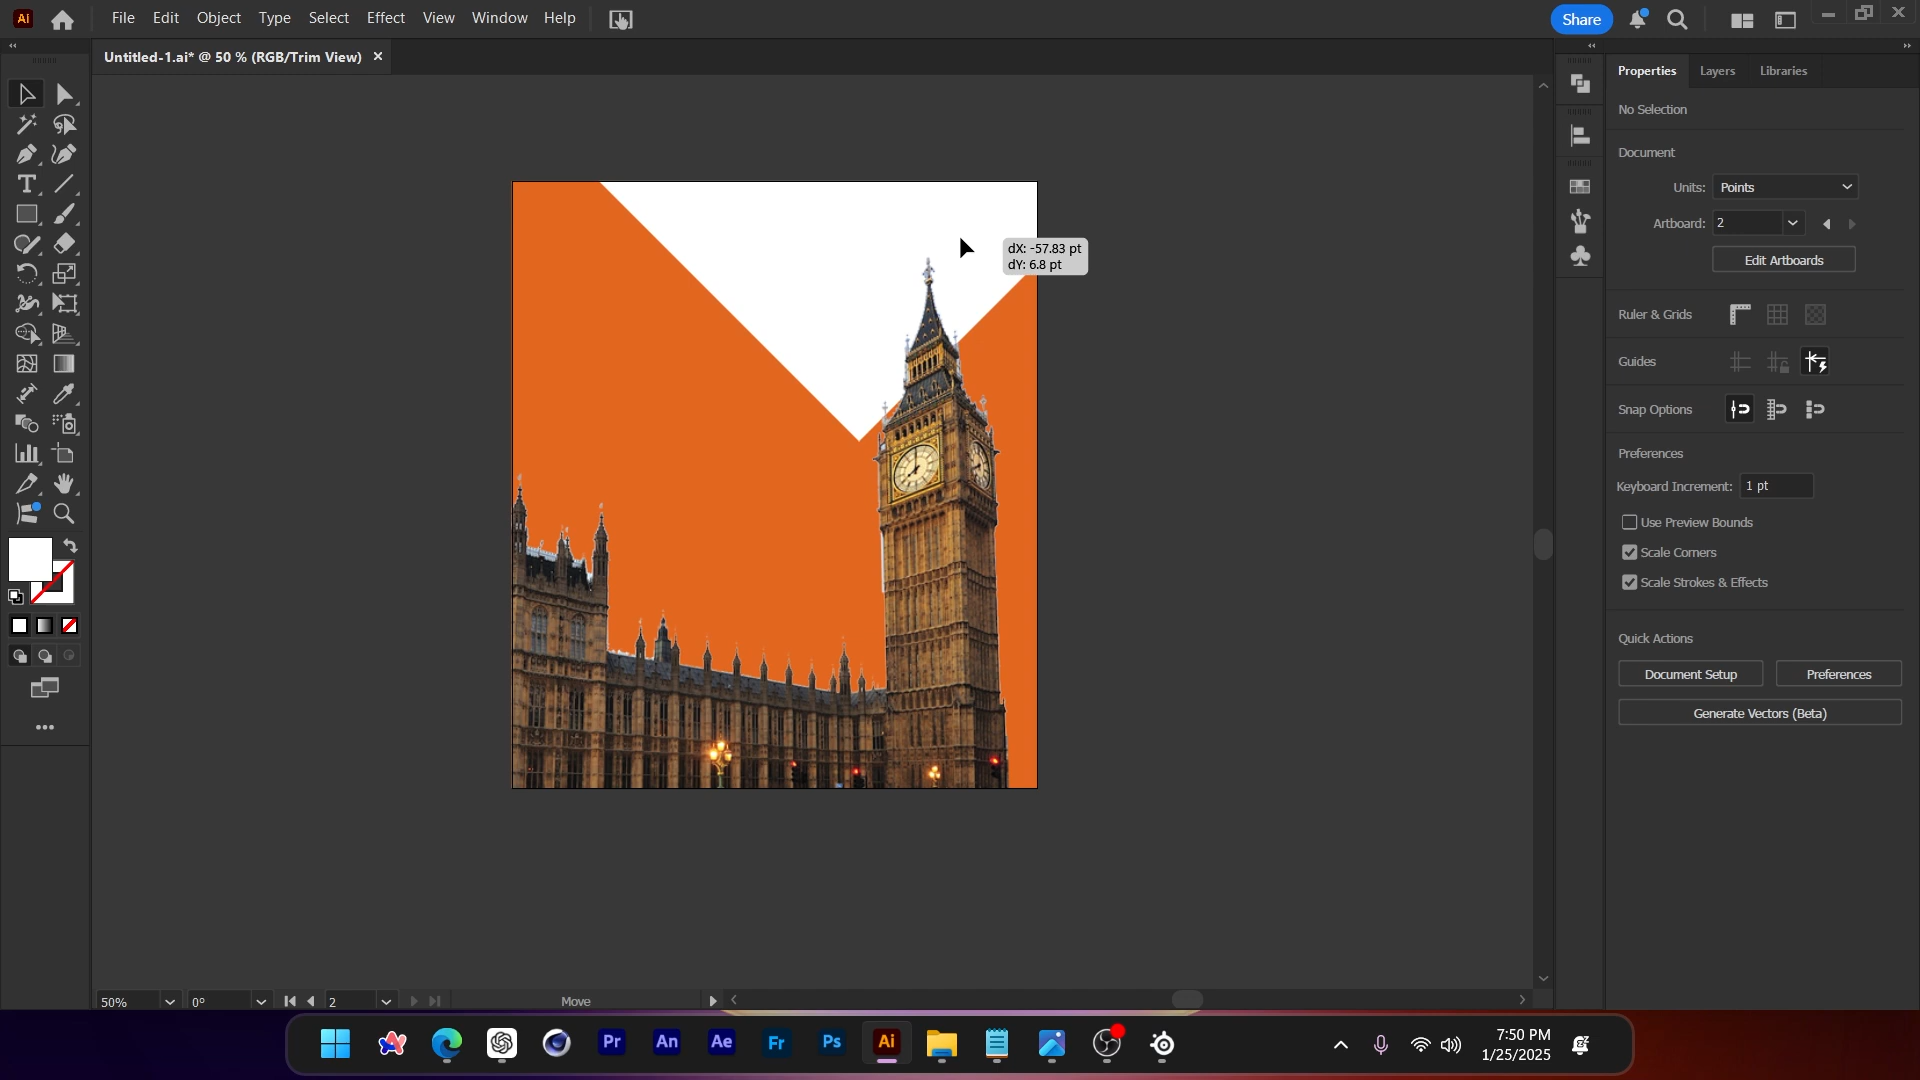 Ai
File Edit Object Type Select Effect View Window Help
Share
Untitled-1.ai* @ 50 % (RGB/Trim View) ×
Properties Layers Libraries
No Selection
Document
Units: Points
Artboard: 2
Edit Artboards
dX: -57.83 pt
dY: 6.8 pt
Ruler & Grids
Guides
Snap Options
Preferences
Keyboard Increment: 1 pt
Use Preview Bounds
Scale Corners
Scale Strokes & Effects
Quick Actions
Document Setup Preferences
Generate Vectors (Beta)
50% 0° 2 Move
Pr An Ae Fr Ps Ai
7:50 PM
1/25/2025